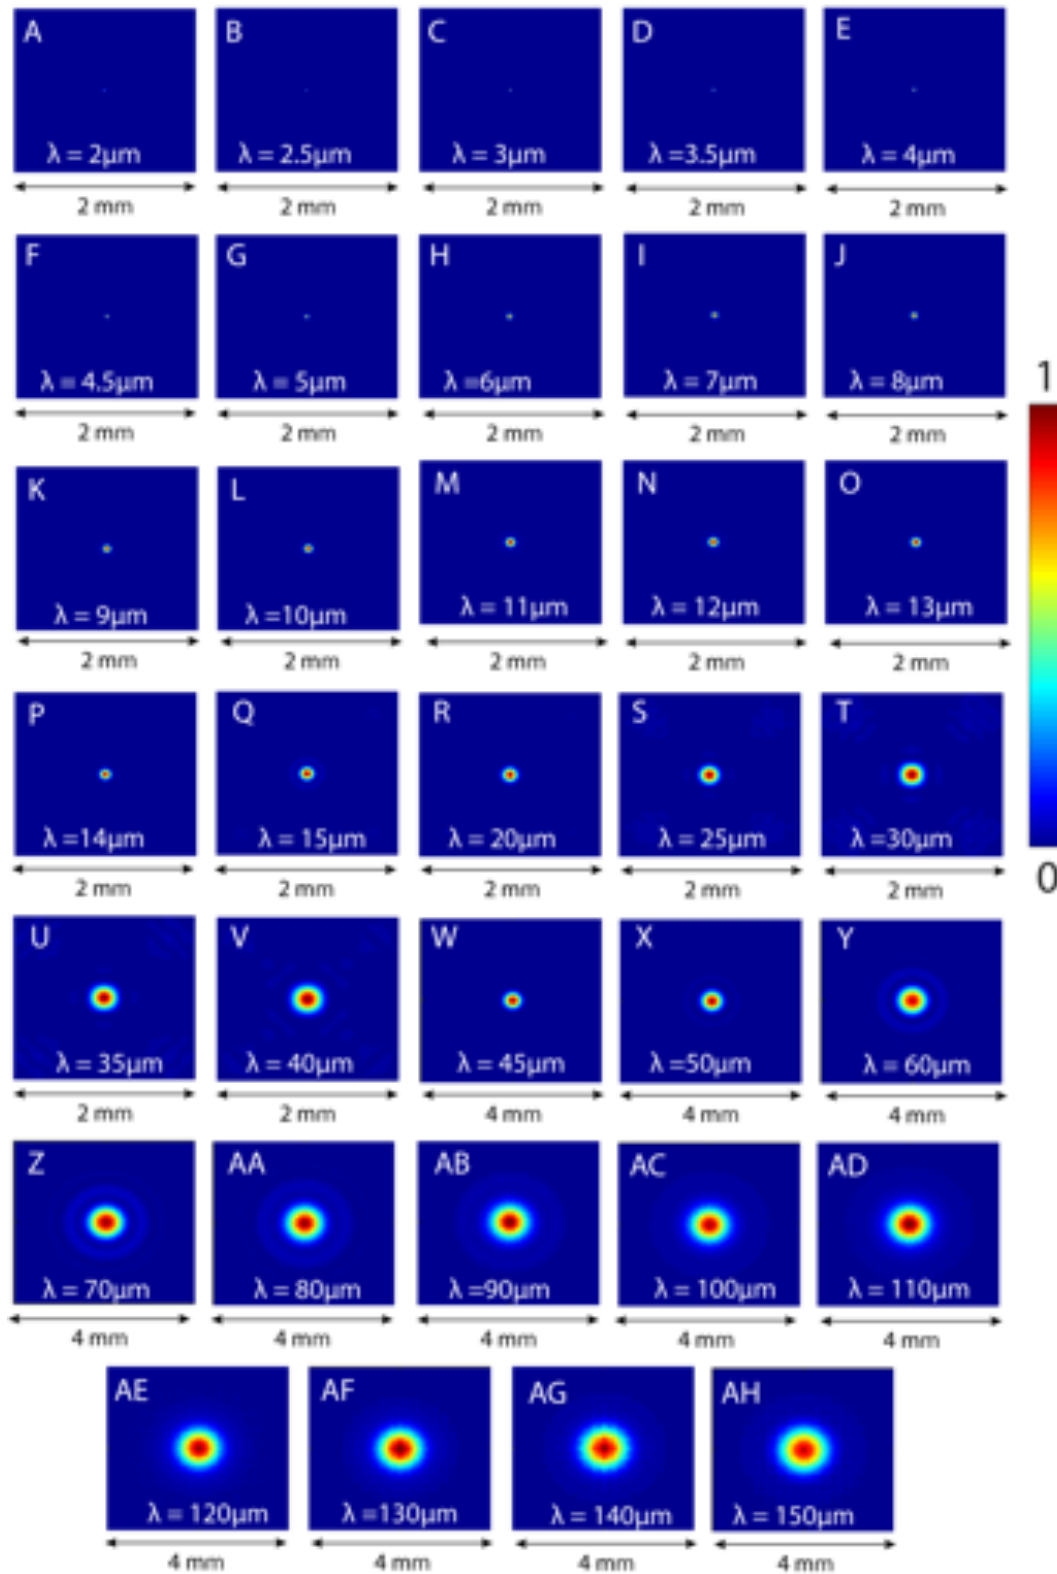 A B C D E
λ = 2μm λ = 2.5μm λ = 3μm λ =3.5μm λ = 4μm
2 mm 2 mm 2 mm 2 mm 2 mm
F G H I J
λ = 4.5μm λ = 5μm λ =6μm λ = 7μm λ = 8μm
2 mm 2 mm 2 mm 2 mm 2 mm
1
K L M N O
λ = 9μm λ =10μm λ = 11μm λ = 12μm λ = 13μm
2 mm 2 mm 2 mm 2 mm 2 mm
P Q R S T
λ =14μm λ = 15μm λ = 20μm λ = 25μm λ =30μm
2 mm 2 mm 2 mm 2 mm 2 mm
0
U V W X Y
λ = 35μm λ = 40μm λ = 45μm λ =50μm λ = 60μm
2 mm 2 mm 4 mm 4 mm 4 mm
Z AA AB AC AD
λ = 70μm λ = 80μm λ =90μm λ = 100μm λ = 110μm
4 mm 4 mm 4 mm 4 mm 4 mm
AE AF AG AH
λ = 120μm λ =130μm λ = 140μm λ = 150μm
4 mm 4 mm 4 mm 4 mm